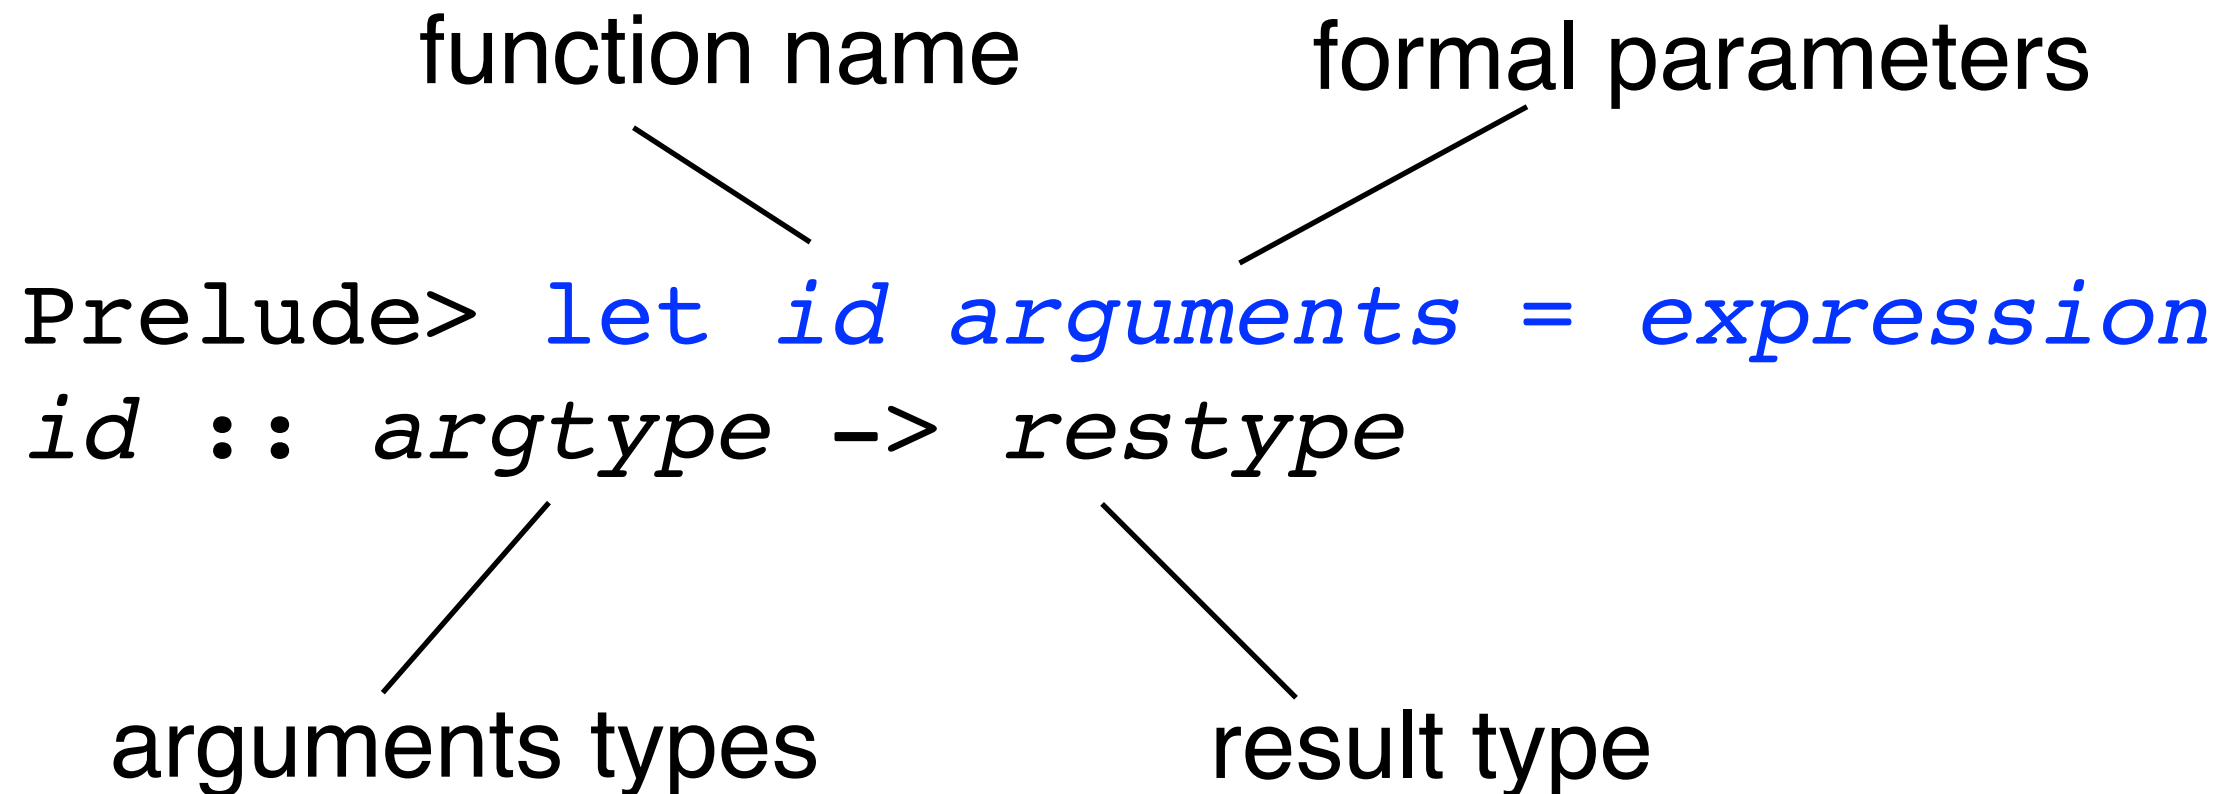 function name
formal parameters
Prelude> let id arguments = expression
id :: argtype -> restype
arguments types
result type